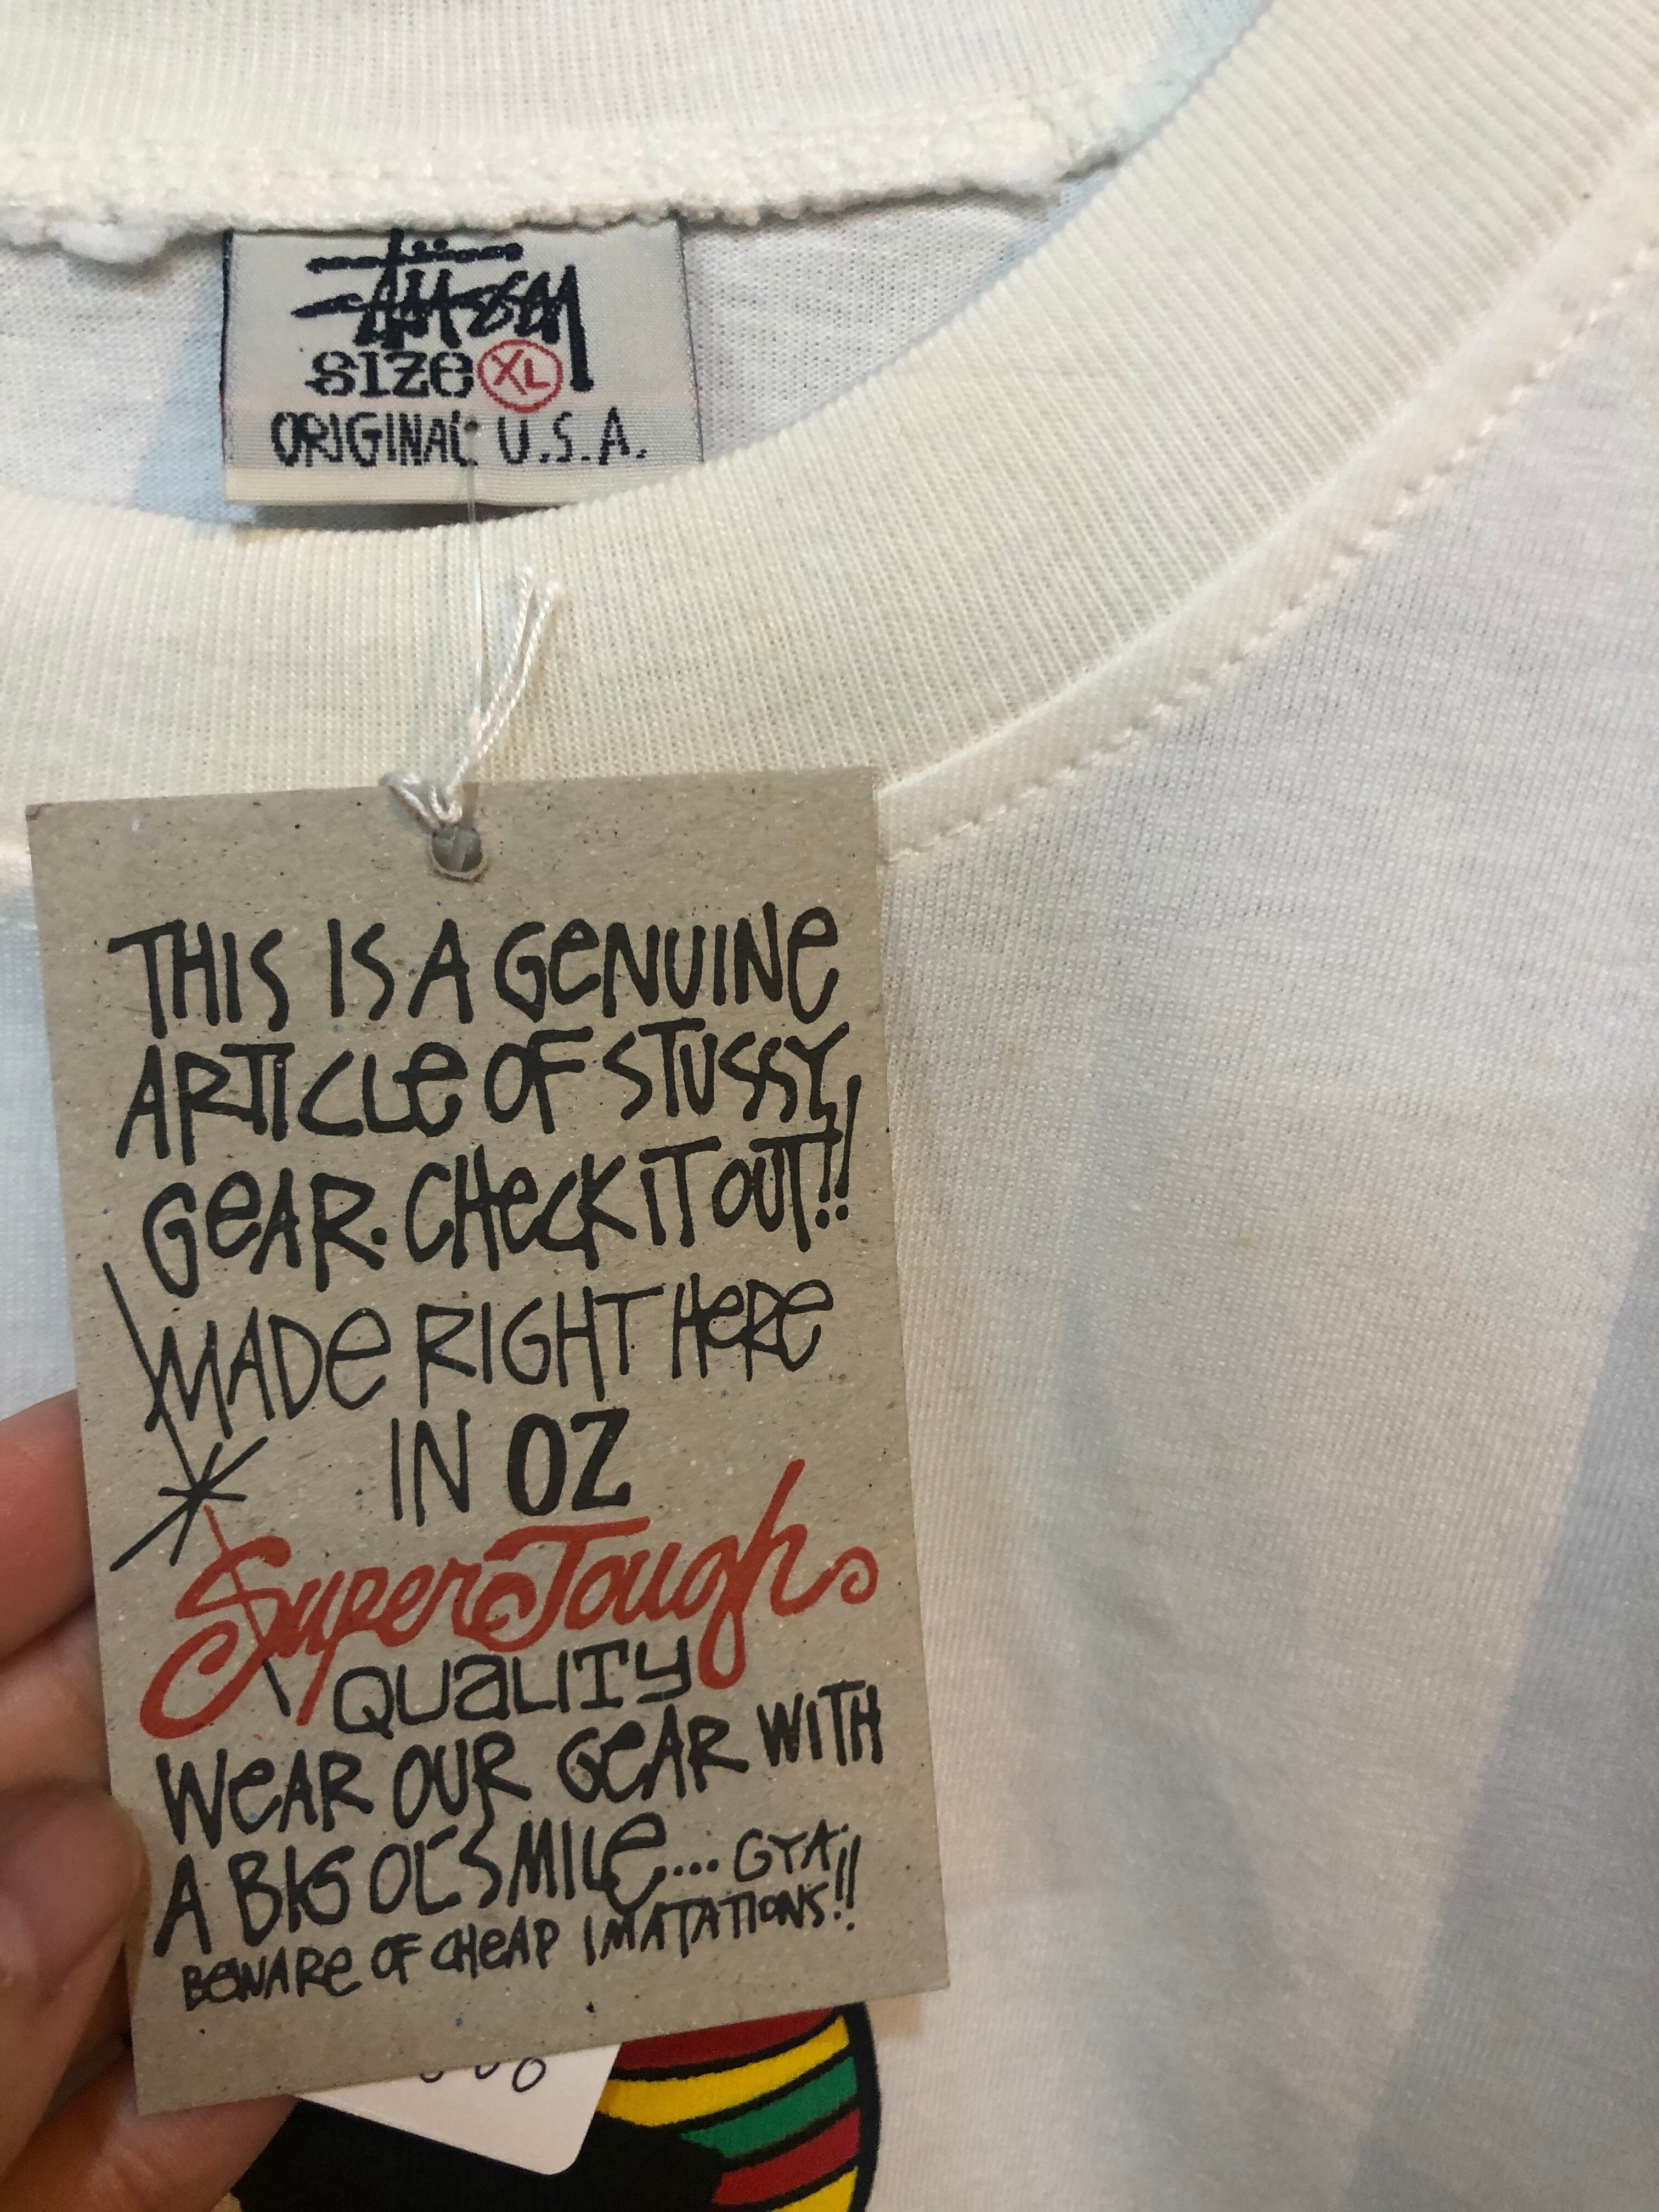 Stüssy
SIZE XL
ORIGINAL U.S.A.
THIS IS A GENUINE
ARTICLE OF STUSSY
GEAR. CHECK IT OUT!!
MADE RIGHT HERE
IN OZ
Super Tough
QUALITY
WEAR OUR GEAR WITH
A BIG OL' SMILE... GYA!!
BEWARE OF CHEAP IMATATIONS!!